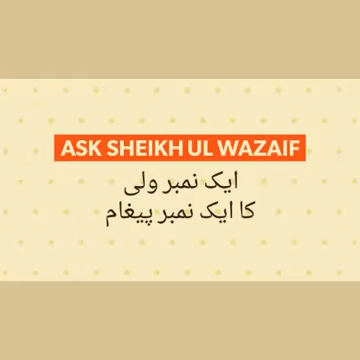 ASK SHEIKH UL WAZAIF
ایک نمبر ولی
کا ایک نمبر پیغام